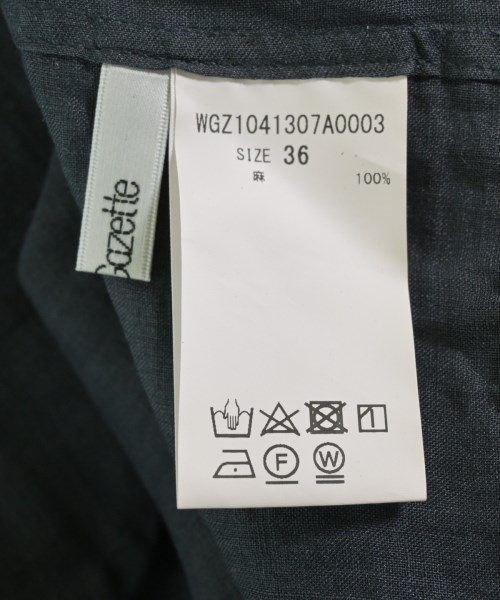 Gazette
WGZ1041307A0003
SIZE 36
麻 100%
F W